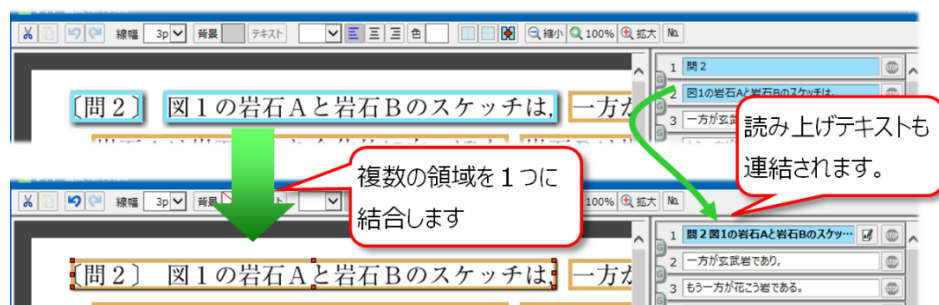 線幅 3p 背景 テキスト 色 縮小 100% 拡大 No.
1 問2
2 図1の岩石Aと岩石Bのスケッチは,
3 一方が玄武
〔問2〕 図1の岩石Aと岩石Bのスケッチは, 一方が
読み上げテキストも
連結されます。
複数の領域を1つに
結合します
線幅 3p 背景 100% 拡大 No.
1 問2図1の岩石Aと岩石Bのスケッ…
2 一方が玄武岩であり,
3 もう一方が花こう岩である。
〔問2〕 図1の岩石Aと岩石Bのスケッチは, 一方が